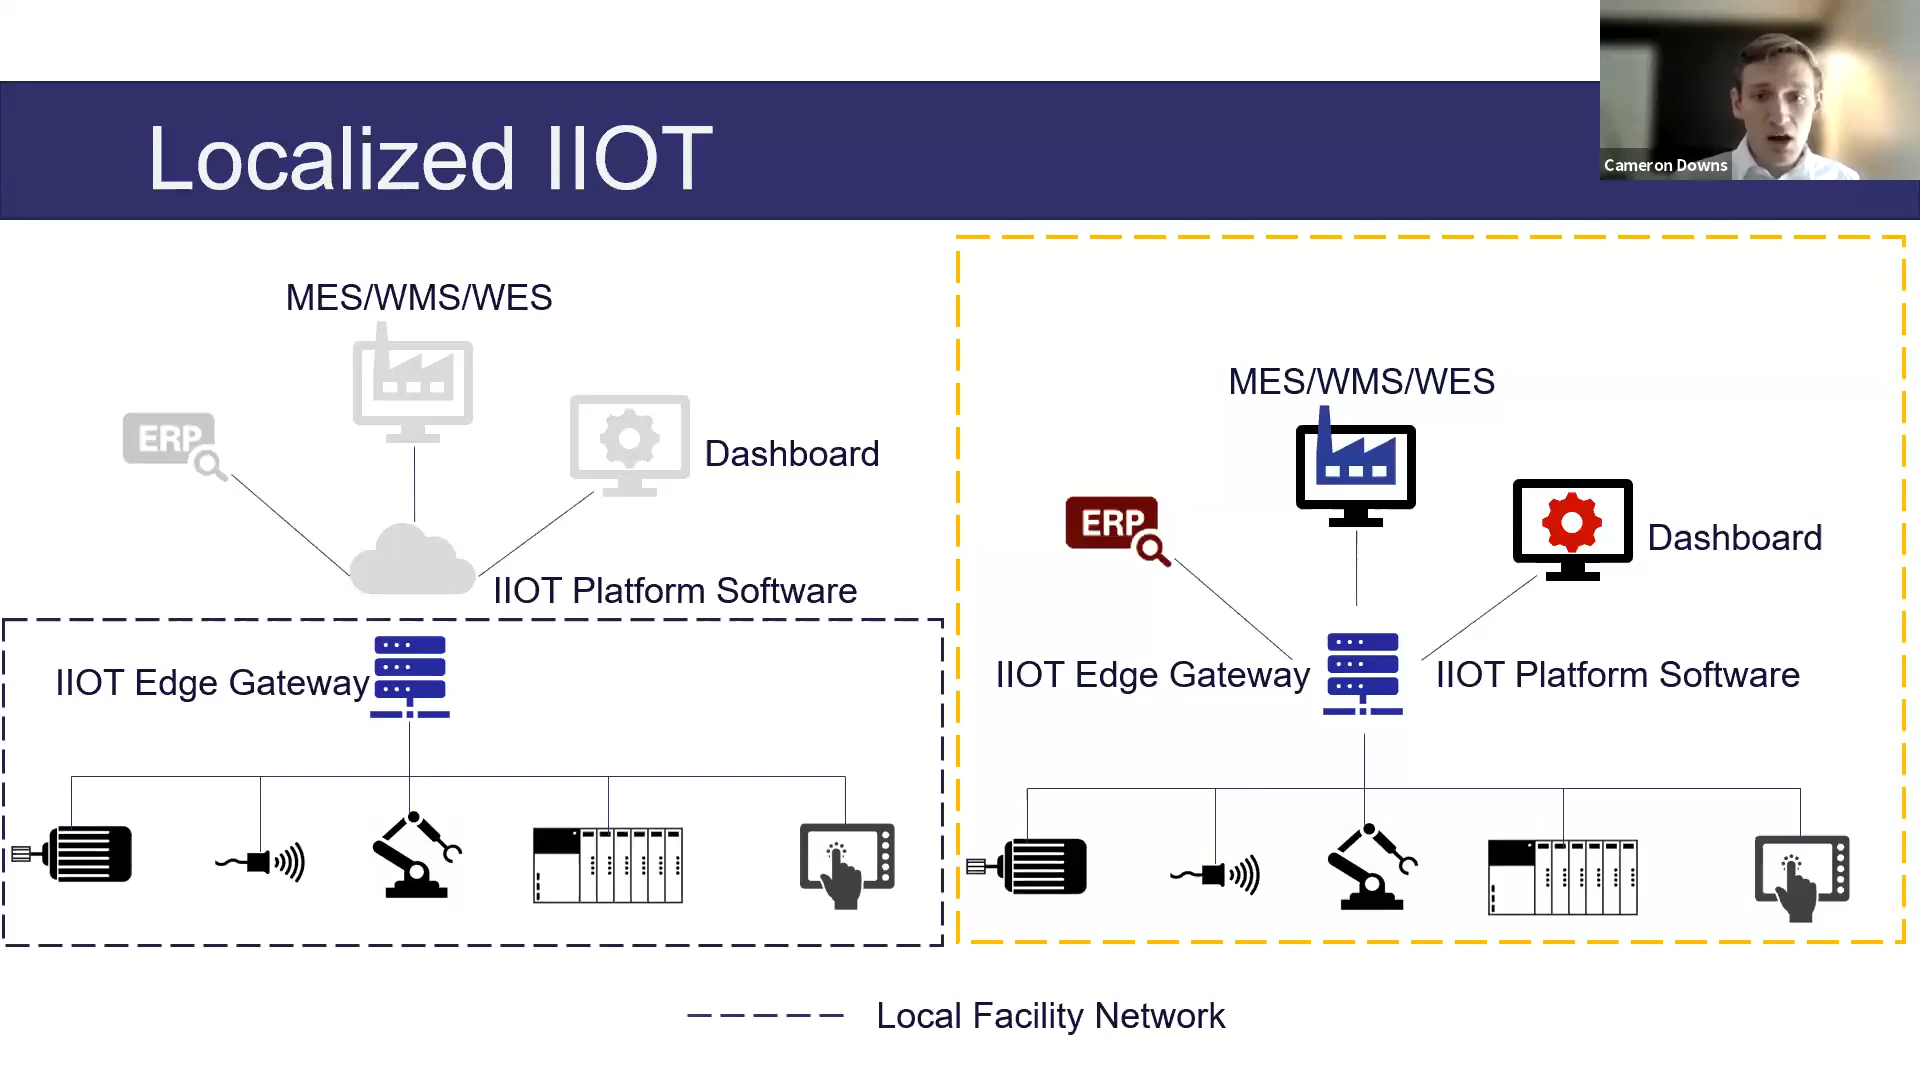 Localized IIOT
Cameron Downs
MES/WMS/WES
ERP
Dashboard
IIOT Platform Software
IIOT Edge Gateway
MES/WMS/WES
ERP
Dashboard
IIOT Edge Gateway
IIOT Platform Software
Local Facility Network